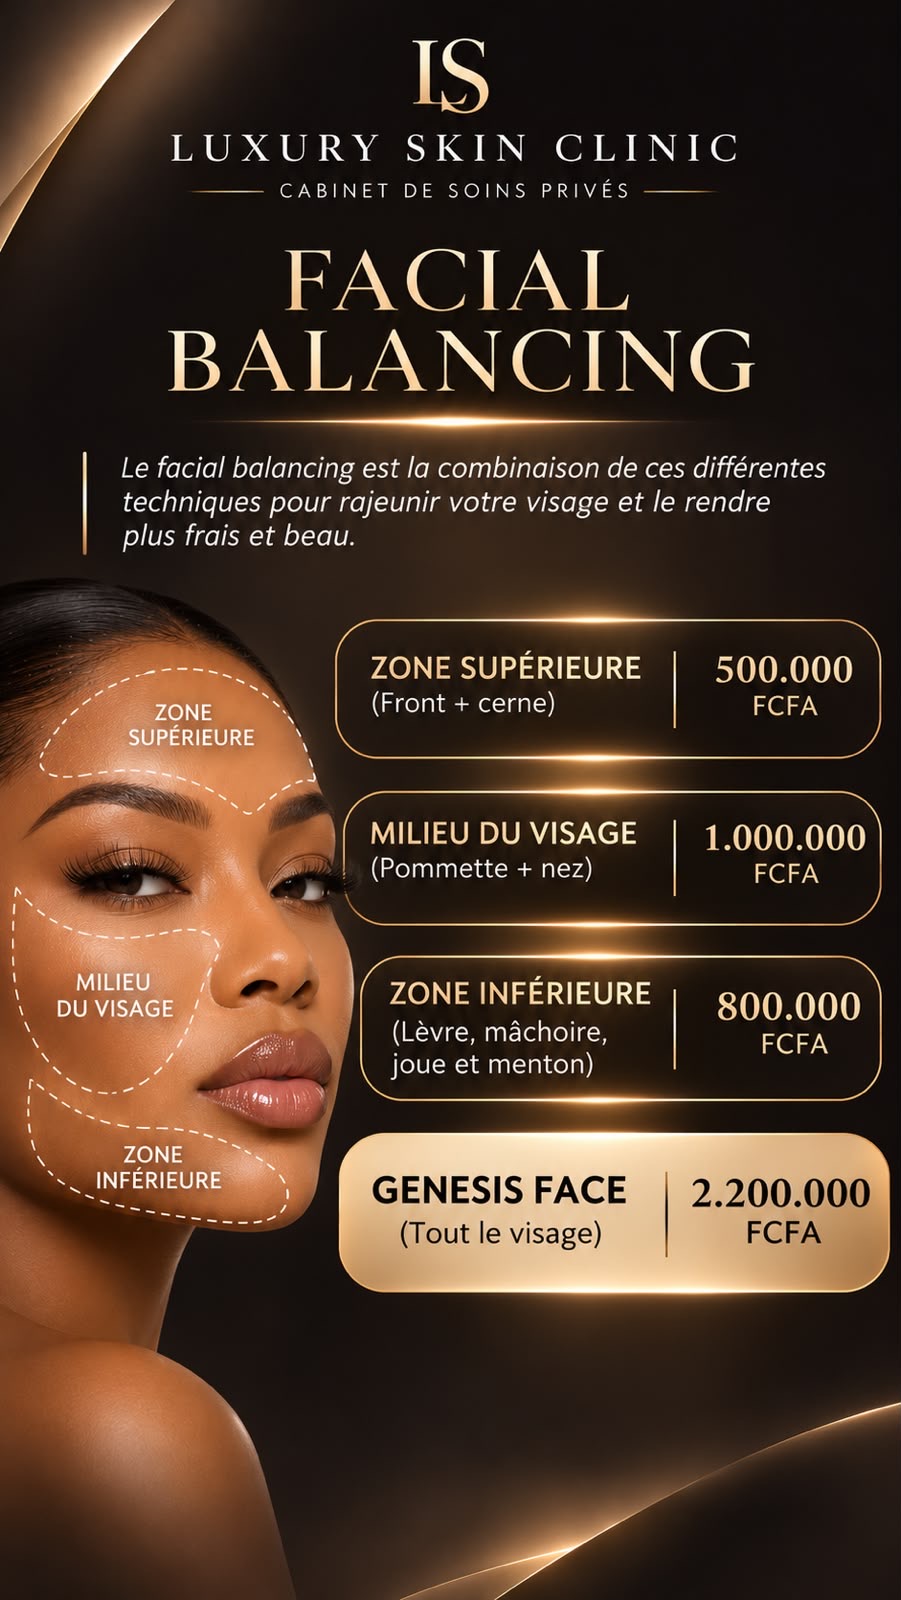 LS
LUXURY SKIN CLINIC
CABINET DE SOINS PRIVÉS
FACIAL
BALANCING
Le facial balancing est la combinaison de ces différentes
techniques pour rajeunir votre visage et le rendre
plus frais et beau.
ZONE
SUPÉRIEURE
MILIEU
DU VISAGE
ZONE
INFÉRIEURE
ZONE SUPÉRIEURE
(Front + cerne)
500.000
FCFA
MILIEU DU VISAGE
(Pommette + nez)
1.000.000
FCFA
ZONE INFÉRIEURE
(Lèvre, mâchoire,
joue et menton)
800.000
FCFA
GENESIS FACE
(Tout le visage)
2.200.000
FCFA